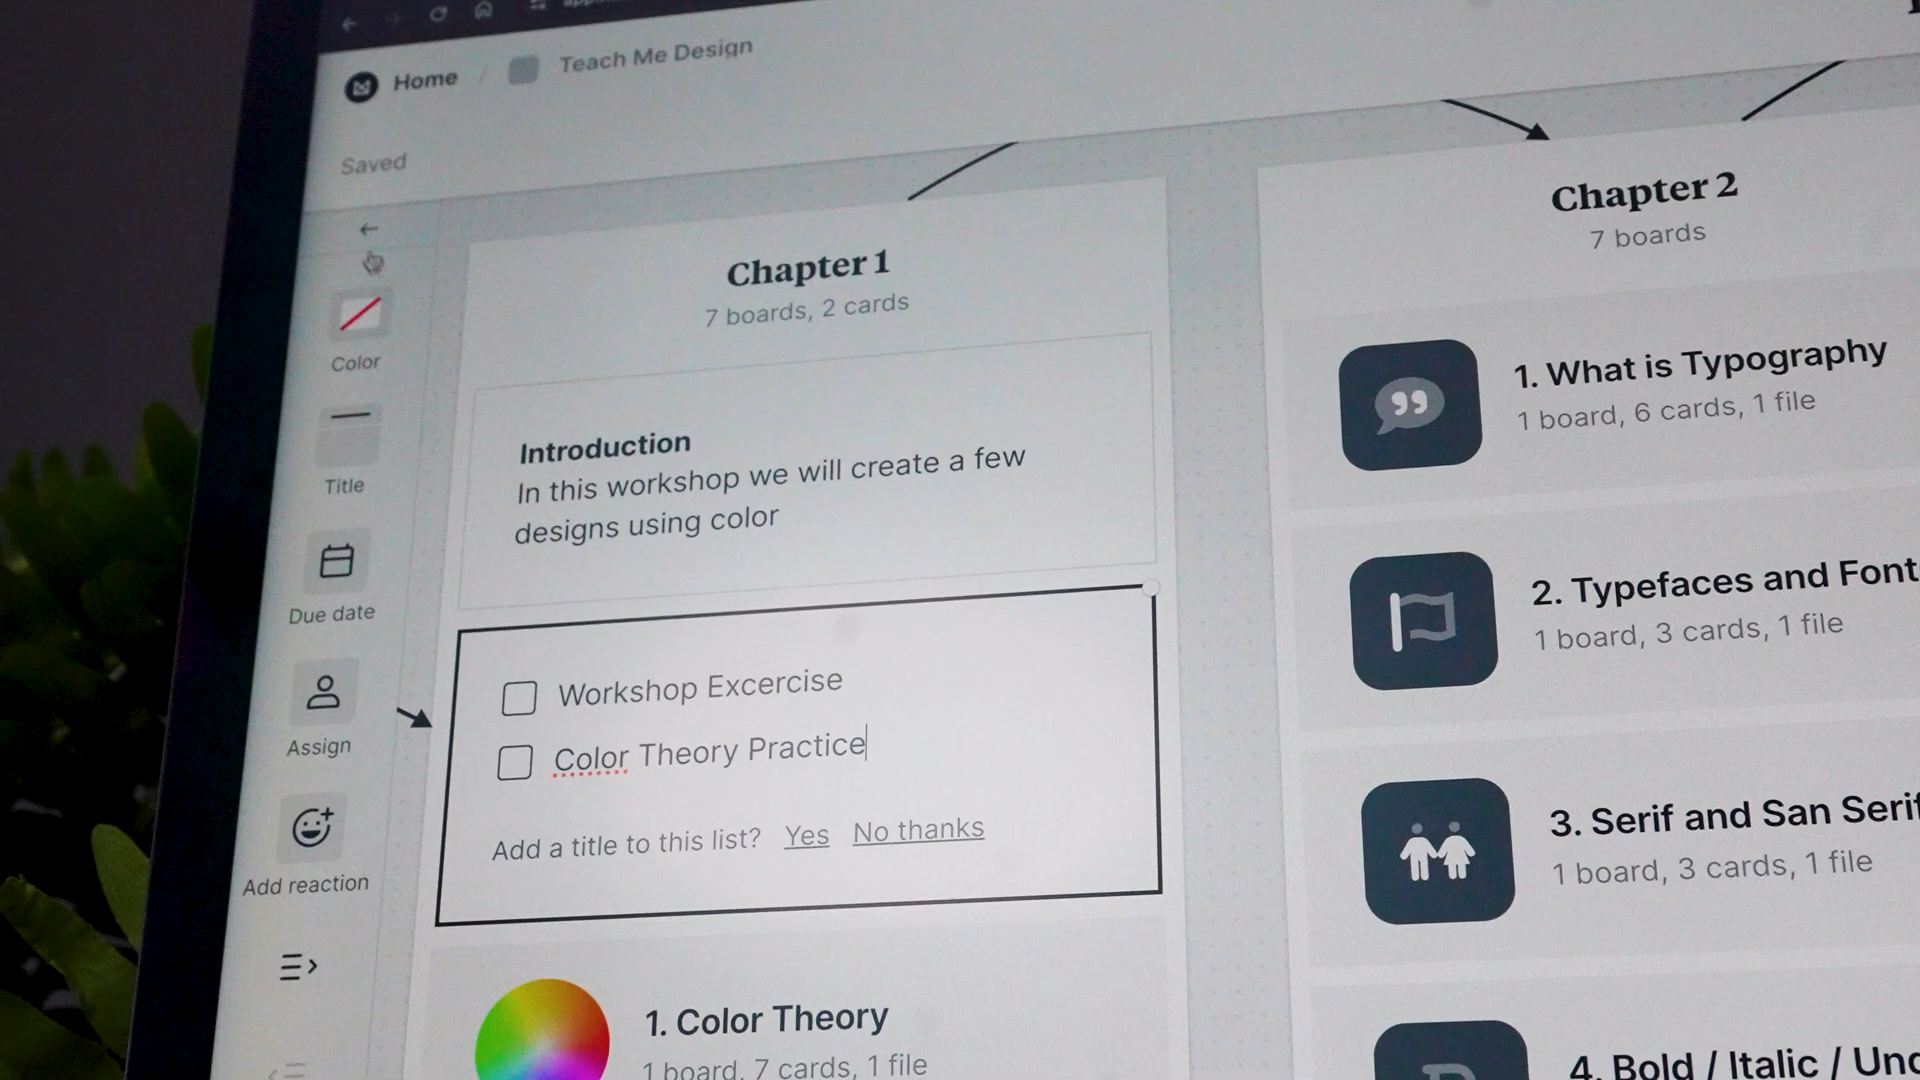 Home / Teach Me Design
Saved
Color
Title
Due date
Assign
Add reaction
Chapter 1
7 boards, 2 cards
Introduction
In this workshop we will create a few
designs using color
Workshop Excercise
Color Theory Practice
Add a title to this list? Yes No thanks
1. Color Theory
1 board, 7 cards, 1 file
Chapter 2
7 boards
1. What is Typography
1 board, 6 cards, 1 file
2. Typefaces and Font
1 board, 3 cards, 1 file
3. Serif and San Serif
1 board, 3 cards, 1 file
4. Bold / Italic / Und